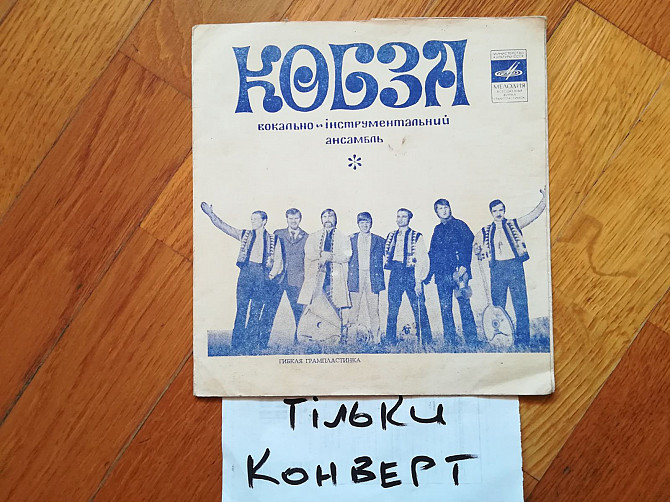 КОБЗА
вокально-інструментальний
ансамбль
*
МЕЛОДИЯ
ГИБКАЯ ГРАМПЛАСТИНКА
ТІЛЬКИ
КОНВЕРТ